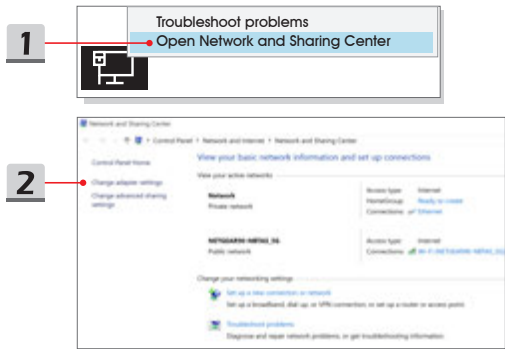 Troubleshoot problems
1
Open Network and Sharing Center
Network and Sharing Center
Control Panel > Network and Internet > Network and Sharing Center
Control Panel Home
View your basic network information and set up connections
View your active networks
2
Change adapter settings
Change advanced sharing
settings
Network
Private network
Access type: Internet
HomeGroup: Ready to create
Connections: Ethernet
Public network
Access type: Internet
Connections:
Change your networking settings
Set up a new connection or network
Set up a broadband, dial-up, or VPN connection; or set up a router or access point.
Troubleshoot problems
Diagnose and repair network problems, or get troubleshooting information.